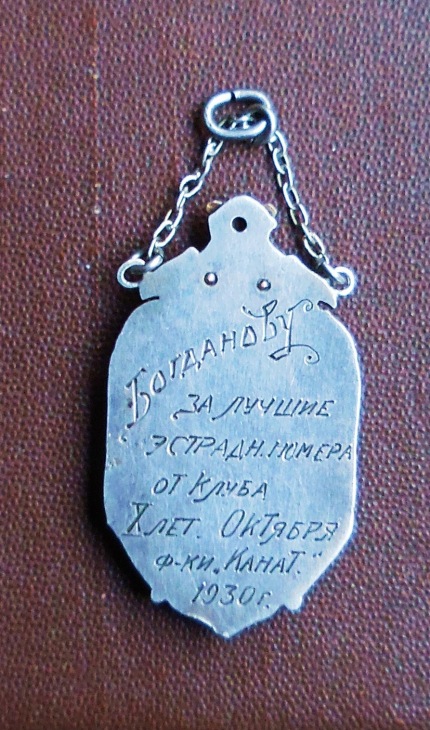 Богданову
за лучшие
эстрадн. номера
от клуба
X лет. Октября
ф-ки „Канат."
1930 г.